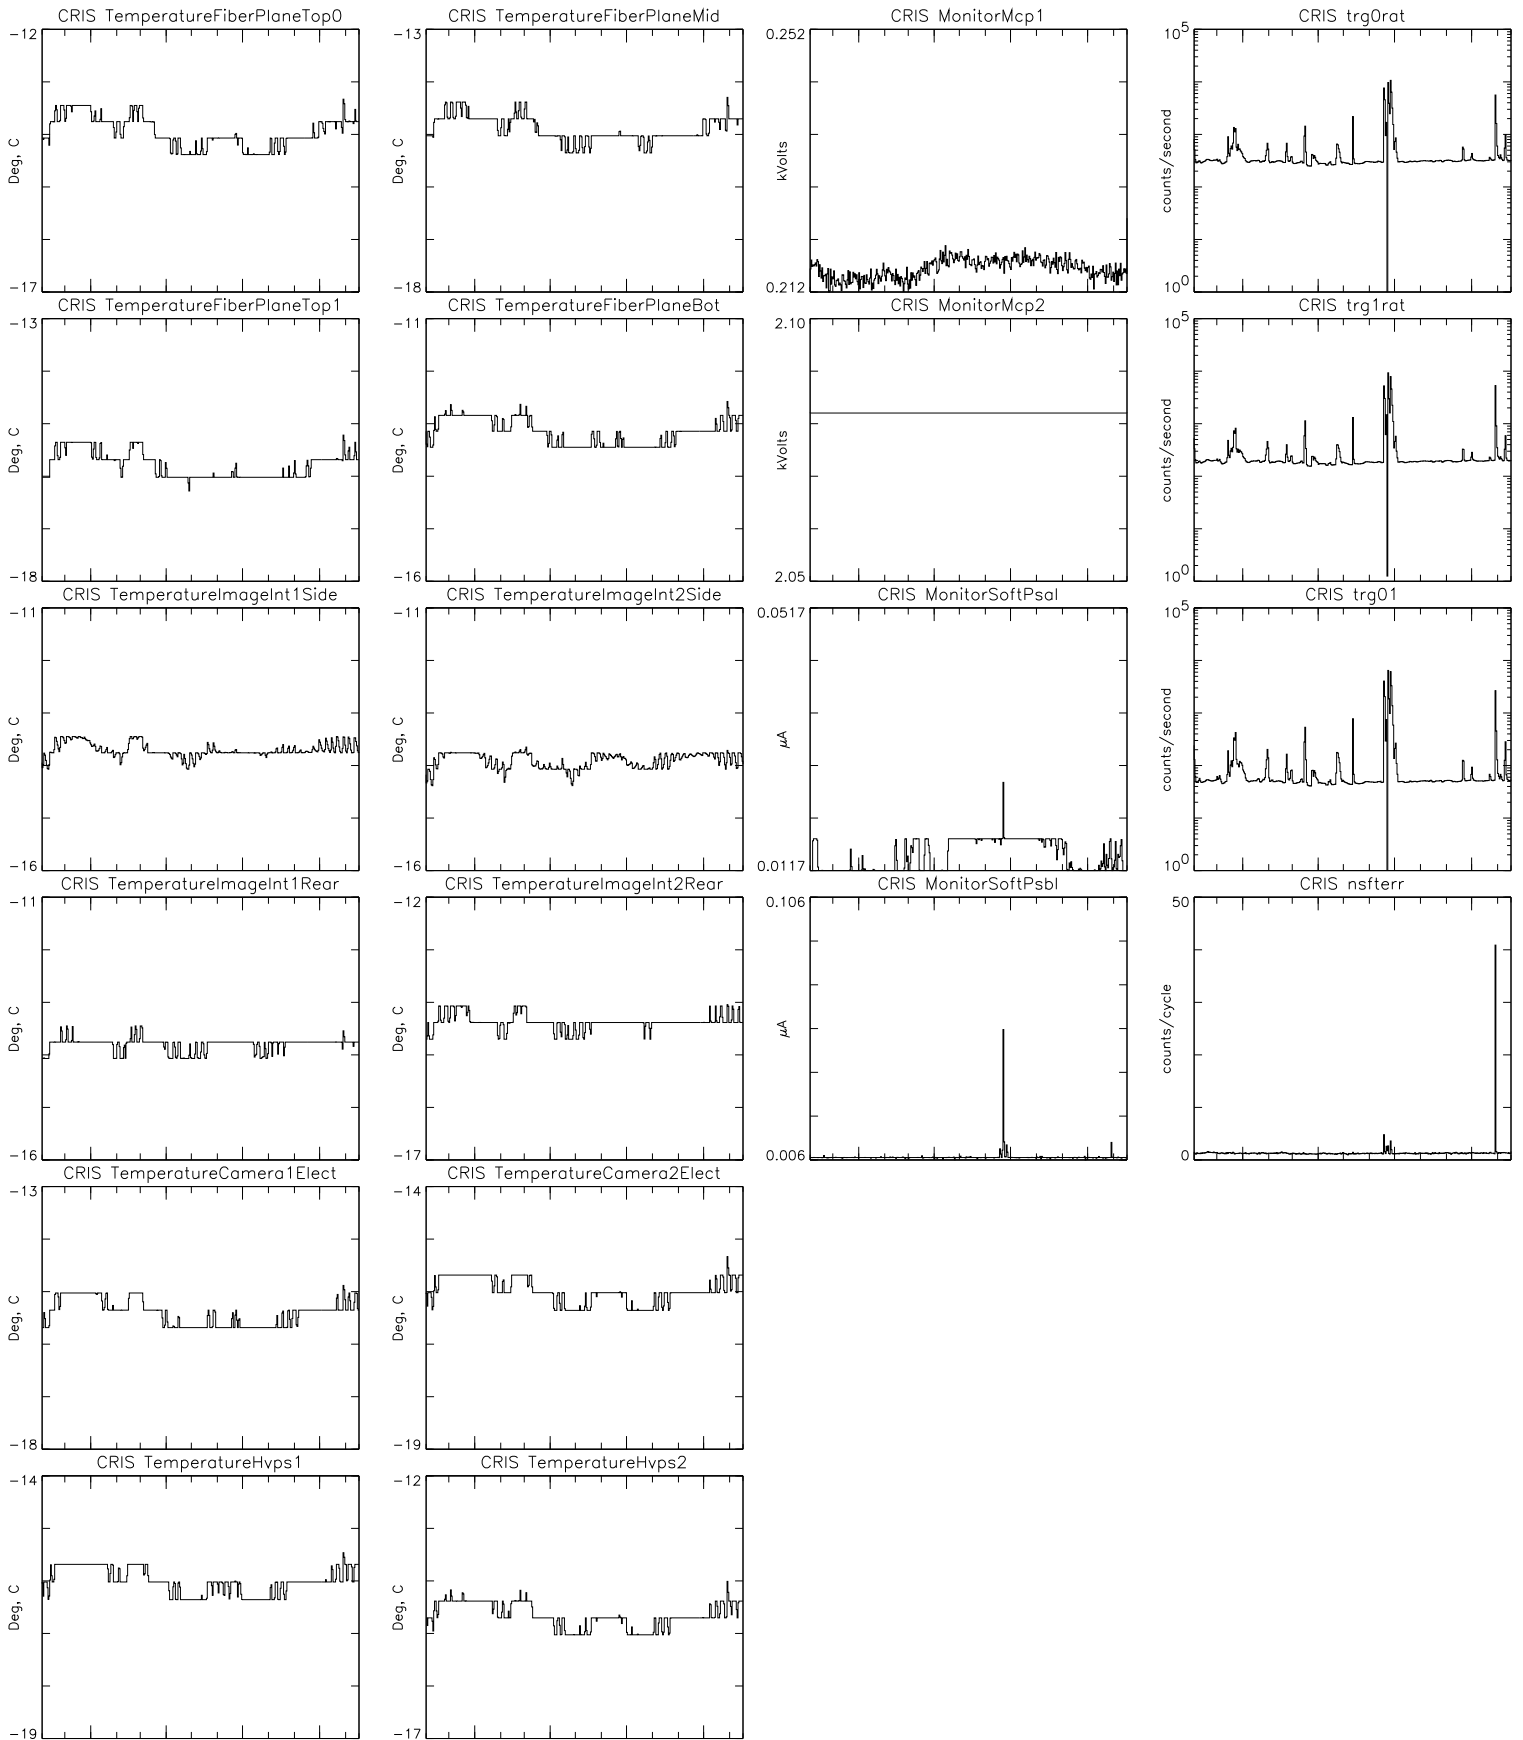 CRIS TemperatureFiberPlaneTop0
-12
Deg, C
-17
CRIS TemperatureFiberPlaneMid
-13
Deg, C
-18
CRIS MonitorMcp1
0.252
kVolts
0.212
CRIS trg0rat
10^5
counts/second
10^0
CRIS TemperatureFiberPlaneTop1
-13
Deg, C
-18
CRIS TemperatureFiberPlaneBot
-11
Deg, C
-16
CRIS MonitorMcp2
2.10
kVolts
2.05
CRIS trg1rat
10^5
counts/second
10^0
CRIS TemperatureImageInt1Side
-11
Deg, C
-16
CRIS TemperatureImageInt2Side
-11
Deg, C
-16
CRIS MonitorSoftPsaI
0.0517
μA
0.0117
CRIS trg01
10^5
counts/second
10^0
CRIS TemperatureImageInt1Rear
-11
Deg, C
-16
CRIS TemperatureImageInt2Rear
-12
Deg, C
-17
CRIS MonitorSoftPsbI
0.106
μA
0.006
CRIS nsfterr
50
counts/cycle
0
CRIS TemperatureCamera1Elect
-13
Deg, C
-18
CRIS TemperatureCamera2Elect
-14
Deg, C
-19
CRIS TemperatureHvps1
-14
Deg, C
-19
CRIS TemperatureHvps2
-12
Deg, C
-17